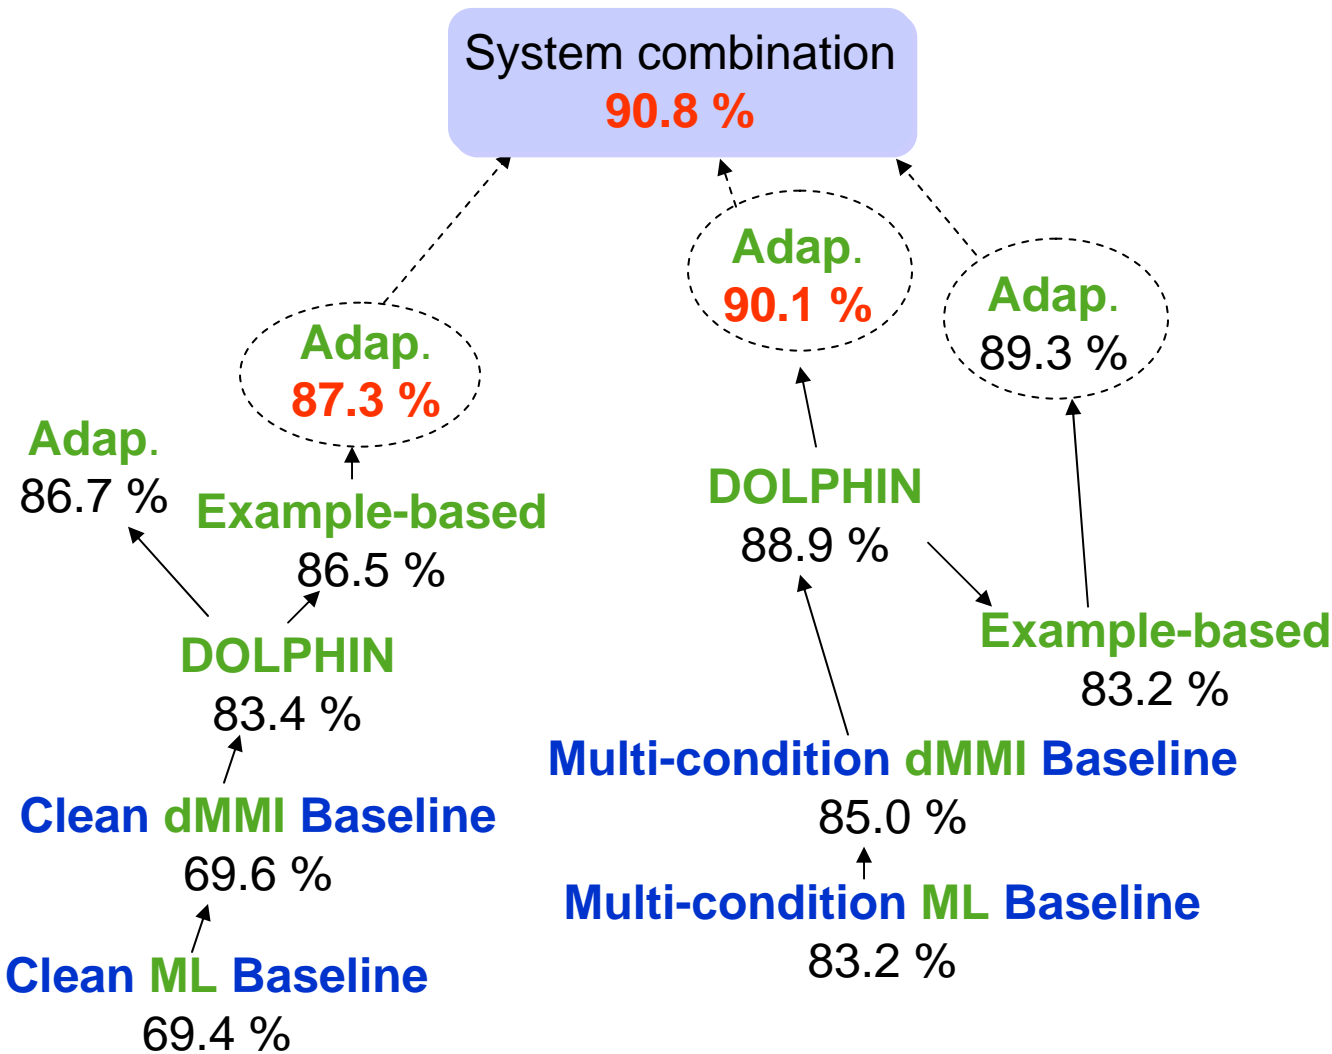 System combination
90.8 %
Adap.
90.1 %
Adap.
89.3 %
Adap.
87.3 %
Adap.
86.7 %
Example-based
86.5 %
DOLPHIN
88.9 %
Example-based
83.2 %
DOLPHIN
83.4 %
Multi-condition dMMI Baseline
85.0 %
Clean dMMI Baseline
69.6 %
Multi-condition ML Baseline
83.2 %
Clean ML Baseline
69.4 %